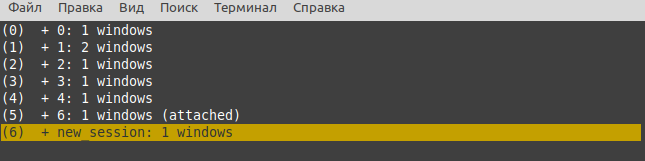 Файл Правка Вид Поиск Терминал Справка
(0) + 0: 1 windows
(1) + 1: 2 windows
(2) + 2: 1 windows
(3) + 3: 1 windows
(4) + 4: 1 windows
(5) + 6: 1 windows (attached)
(6) + new_session: 1 windows